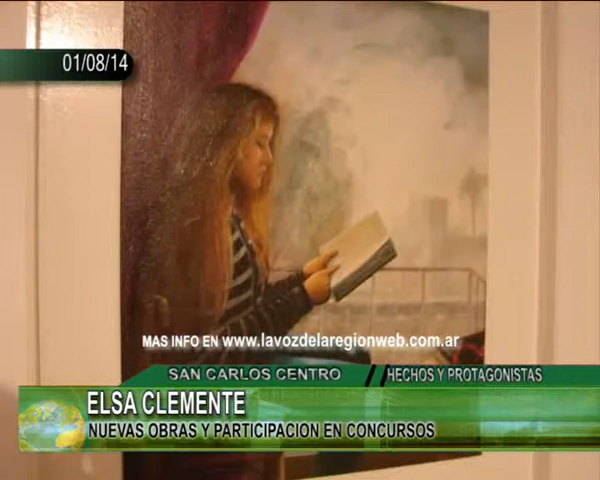 01/08/14
MAS INFO EN www.lavozdelaregionweb.com.ar
SAN CARLOS CENTRO // HECHOS Y PROTAGONISTAS
ELSA CLEMENTE
NUEVAS OBRAS Y PARTICIPACION EN CONCURSOS